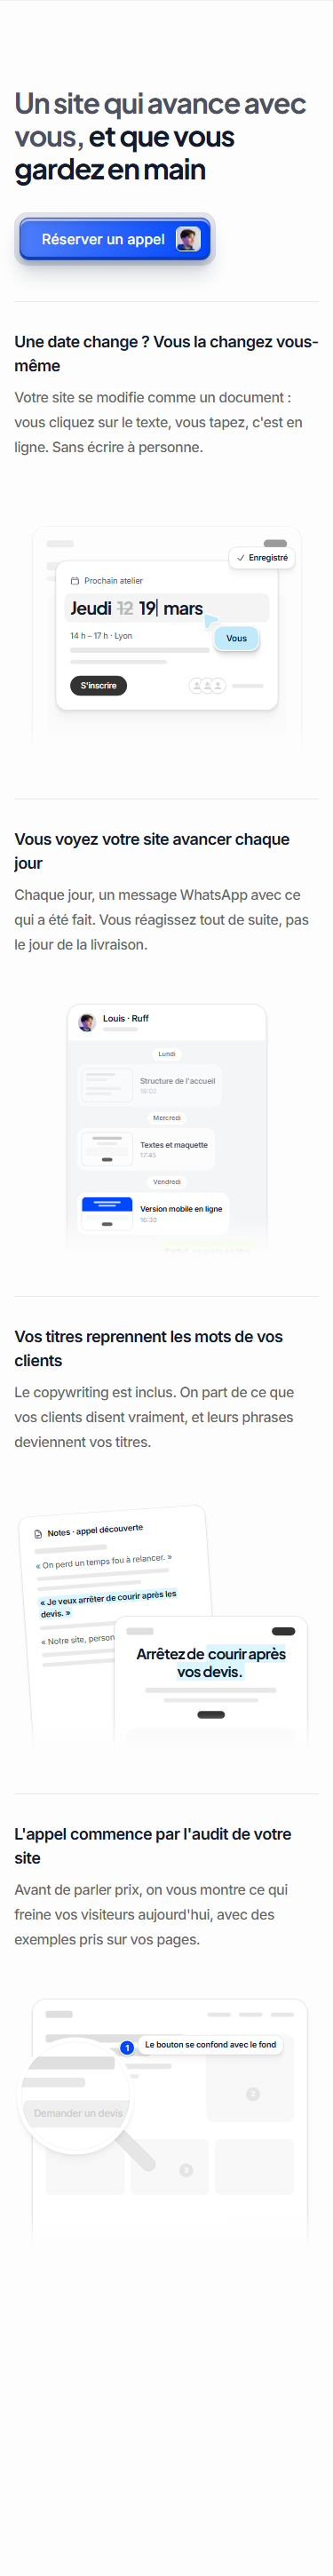 Un site qui avance avec
vous, et que vous
gardez en main
Réserver un appel
Une date change ? Vous la changez vous-
même
Votre site se modifie comme un document :
vous cliquez sur le texte, vous tapez, c'est en
ligne. Sans écrire à personne.
Enregistré
Prochain atelier
Jeudi 12 19 mars
14 h – 17 h · Lyon
Vous
S'inscrire
Vous voyez votre site avancer chaque
jour
Chaque jour, un message WhatsApp avec ce
qui a été fait. Vous réagissez tout de suite, pas
le jour de la livraison.
Louis · Ruff
Lundi
Structure de l'accueil
18:02
Mercredi
Textes et maquette
17:45
Vendredi
Version mobile en ligne
16:30
Vos titres reprennent les mots de vos
clients
Le copywriting est inclus. On part de ce que
vos clients disent vraiment, et leurs phrases
deviennent vos titres.
Notes · appel découverte
« On perd un temps fou à relancer. »
« Je veux arrêter de courir après les
devis. »
« Notre site, person
Arrêtez de courir après
vos devis.
L'appel commence par l'audit de votre
site
Avant de parler prix, on vous montre ce qui
freine vos visiteurs aujourd'hui, avec des
exemples pris sur vos pages.
1
Le bouton se confond avec le fond
2
Demander un devis
3